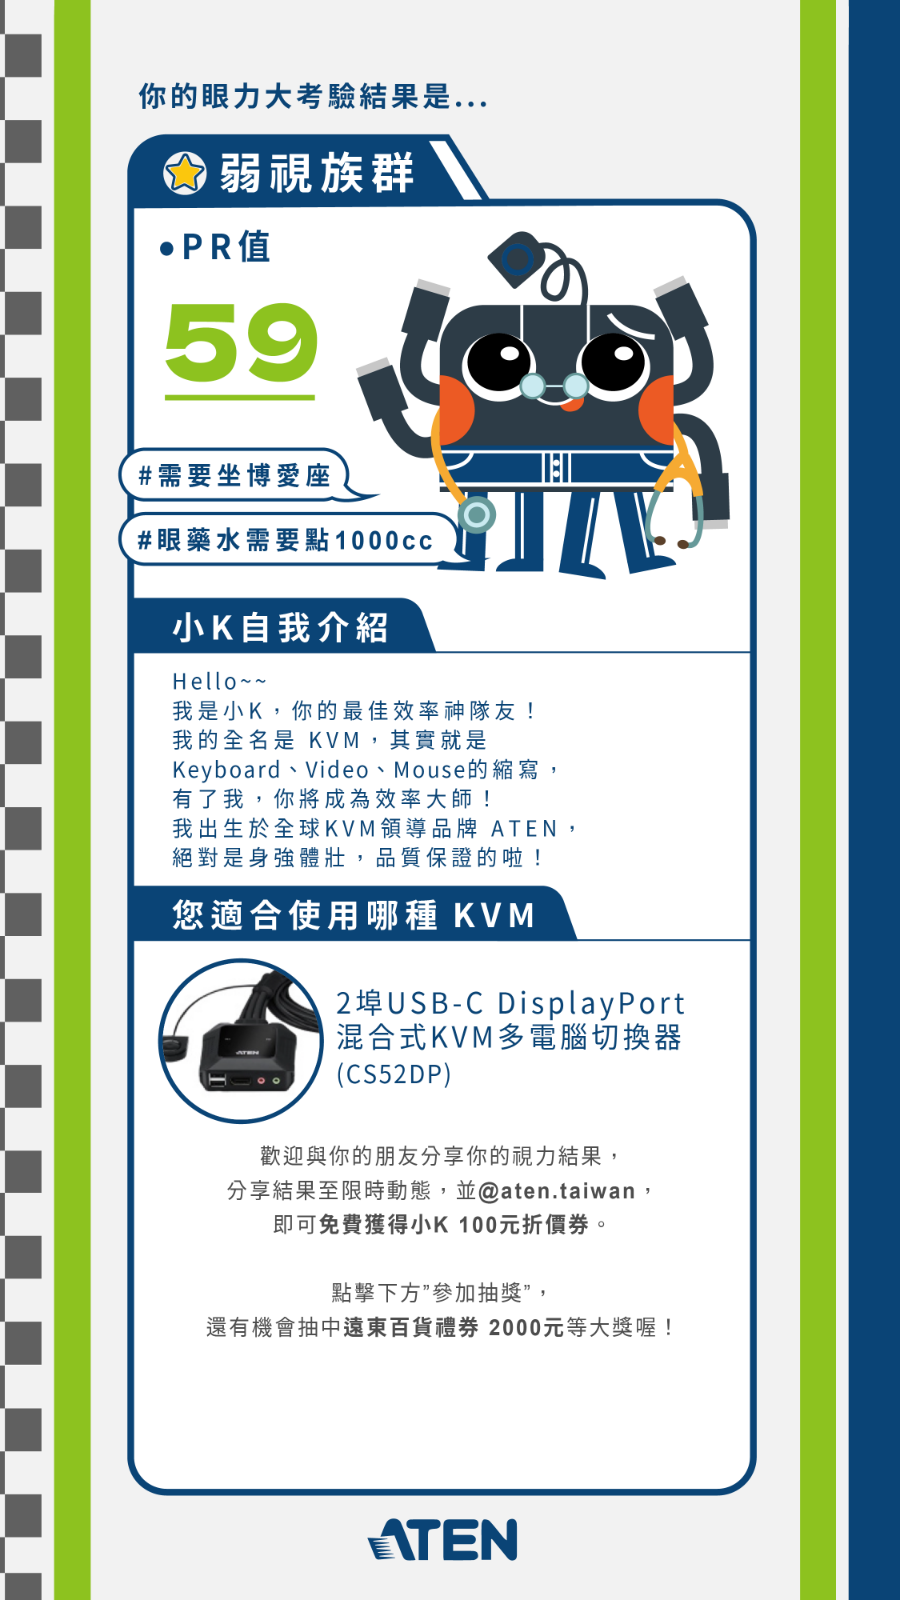 你的眼力大考驗結果是...
弱視族群
•PR值
59
#需要坐博愛座
#眼藥水需要點1000cc
小K自我介紹
Hello~~
我是小K，你的最佳效率神隊友！
我的全名是 KVM，其實就是
Keyboard、Video、Mouse的縮寫，
有了我，你將成為效率大師！
我出生於全球KVM領導品牌 ATEN，
絕對是身強體壯，品質保證的啦！
您適合使用哪種 KVM
ATEN
2埠USB-C DisplayPort
混合式KVM多電腦切換器
(CS52DP)
歡迎與你的朋友分享你的視力結果，
分享結果至限時動態，並@aten.taiwan，
即可免費獲得小K 100元折價券。
點擊下方”參加抽獎”，
還有機會抽中遠東百貨禮券 2000元等大獎喔！
ATEN